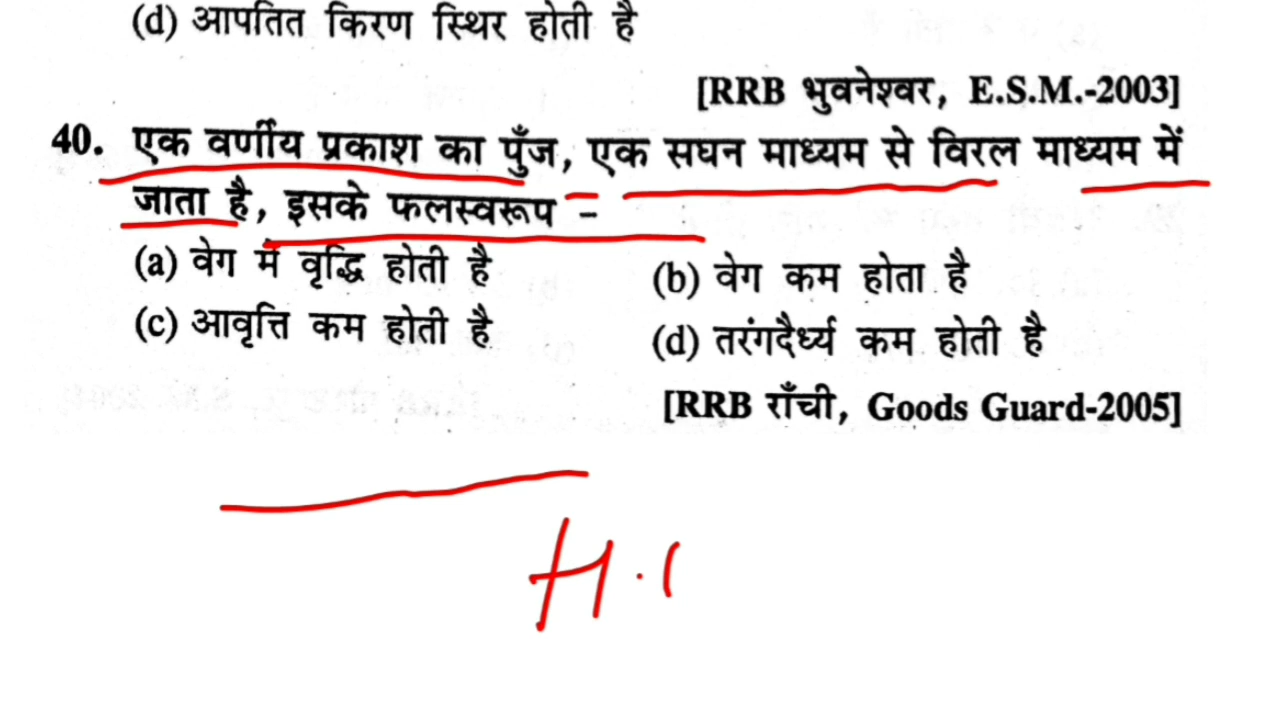 (d) आपतित किरण स्थिर होती है
[RRB भुवनेश्वर, E.S.M.-2003]
40. एक वर्णीय प्रकाश का पुँज, एक सघन माध्यम से विरल माध्यम में
जाता है, इसके फलस्वरूप –
(a) वेग में वृद्धि होती है (b) वेग कम होता है
(c) आवृत्ति कम होती है (d) तरंगदैर्ध्य कम होती है
[RRB राँची, Goods Guard-2005]
H.